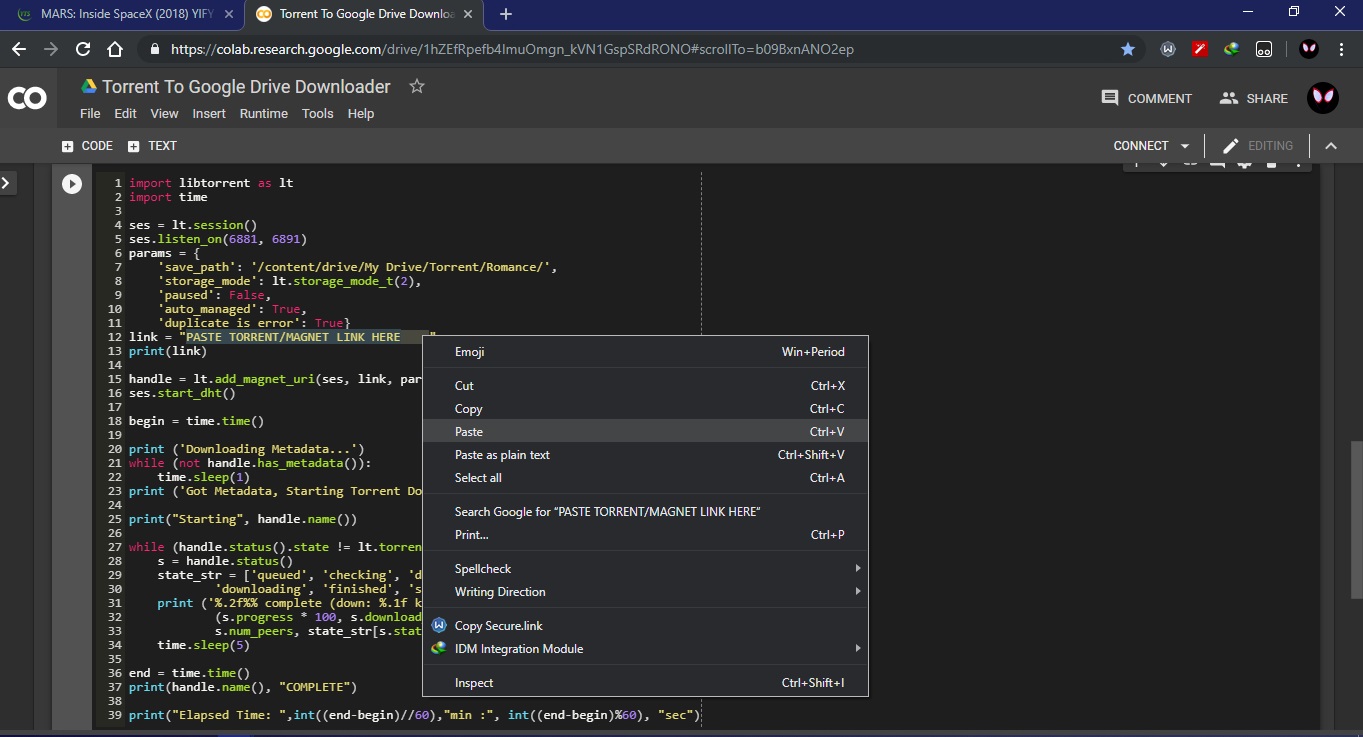 MARS: Inside SpaceX (2018) YIFY
Torrent To Google Drive Downloa
https://colab.research.google.com/drive/1hZEfRpefb4ImuOmgn_kVN1GspSRdRONO#scrollTo=b09BxnANO2ep
CO
Torrent To Google Drive Downloader
COMMENT SHARE
File Edit View Insert Runtime Tools Help
CODE TEXT CONNECT EDITING
1 import libtorrent as lt
2 import time
3
4 ses = lt.session()
5 ses.listen_on(6881, 6891)
6 params = {
7 'save_path': '/content/drive/My Drive/Torrent/Romance/',
8 'storage_mode': lt.storage_mode_t(2),
9 'paused': False,
10 'auto_managed': True,
11 'duplicate_is_error': True}
12 link = "PASTE TORRENT/MAGNET LINK HERE "
13 print(link)
14
15 handle = lt.add_magnet_uri(ses, link, par
16 ses.start_dht()
17
18 begin = time.time()
19
20 print ('Downloading Metadata...')
21 while (not handle.has_metadata()):
22 time.sleep(1)
23 print ('Got Metadata, Starting Torrent Do
24
25 print("Starting", handle.name())
26
27 while (handle.status().state != lt.torren
28 s = handle.status()
29 state_str = ['queued', 'checking', 'd
30 'downloading', 'finished', 's
31 print ('%.2f%% complete (down: %.1f k
32 (s.progress * 100, s.download
33 s.num_peers, state_str[s.stat
34 time.sleep(5)
35
36 end = time.time()
37 print(handle.name(), "COMPLETE")
38
39 print("Elapsed Time: ",int((end-begin)//60),"min :", int((end-begin)%60), "sec")
Emoji Win+Period
Cut Ctrl+X
Copy Ctrl+C
Paste Ctrl+V
Paste as plain text Ctrl+Shift+V
Select all Ctrl+A
Search Google for “PASTE TORRENT/MAGNET LINK HERE”
Print... Ctrl+P
Spellcheck
Writing Direction
Copy Secure.link
IDM Integration Module
Inspect Ctrl+Shift+I